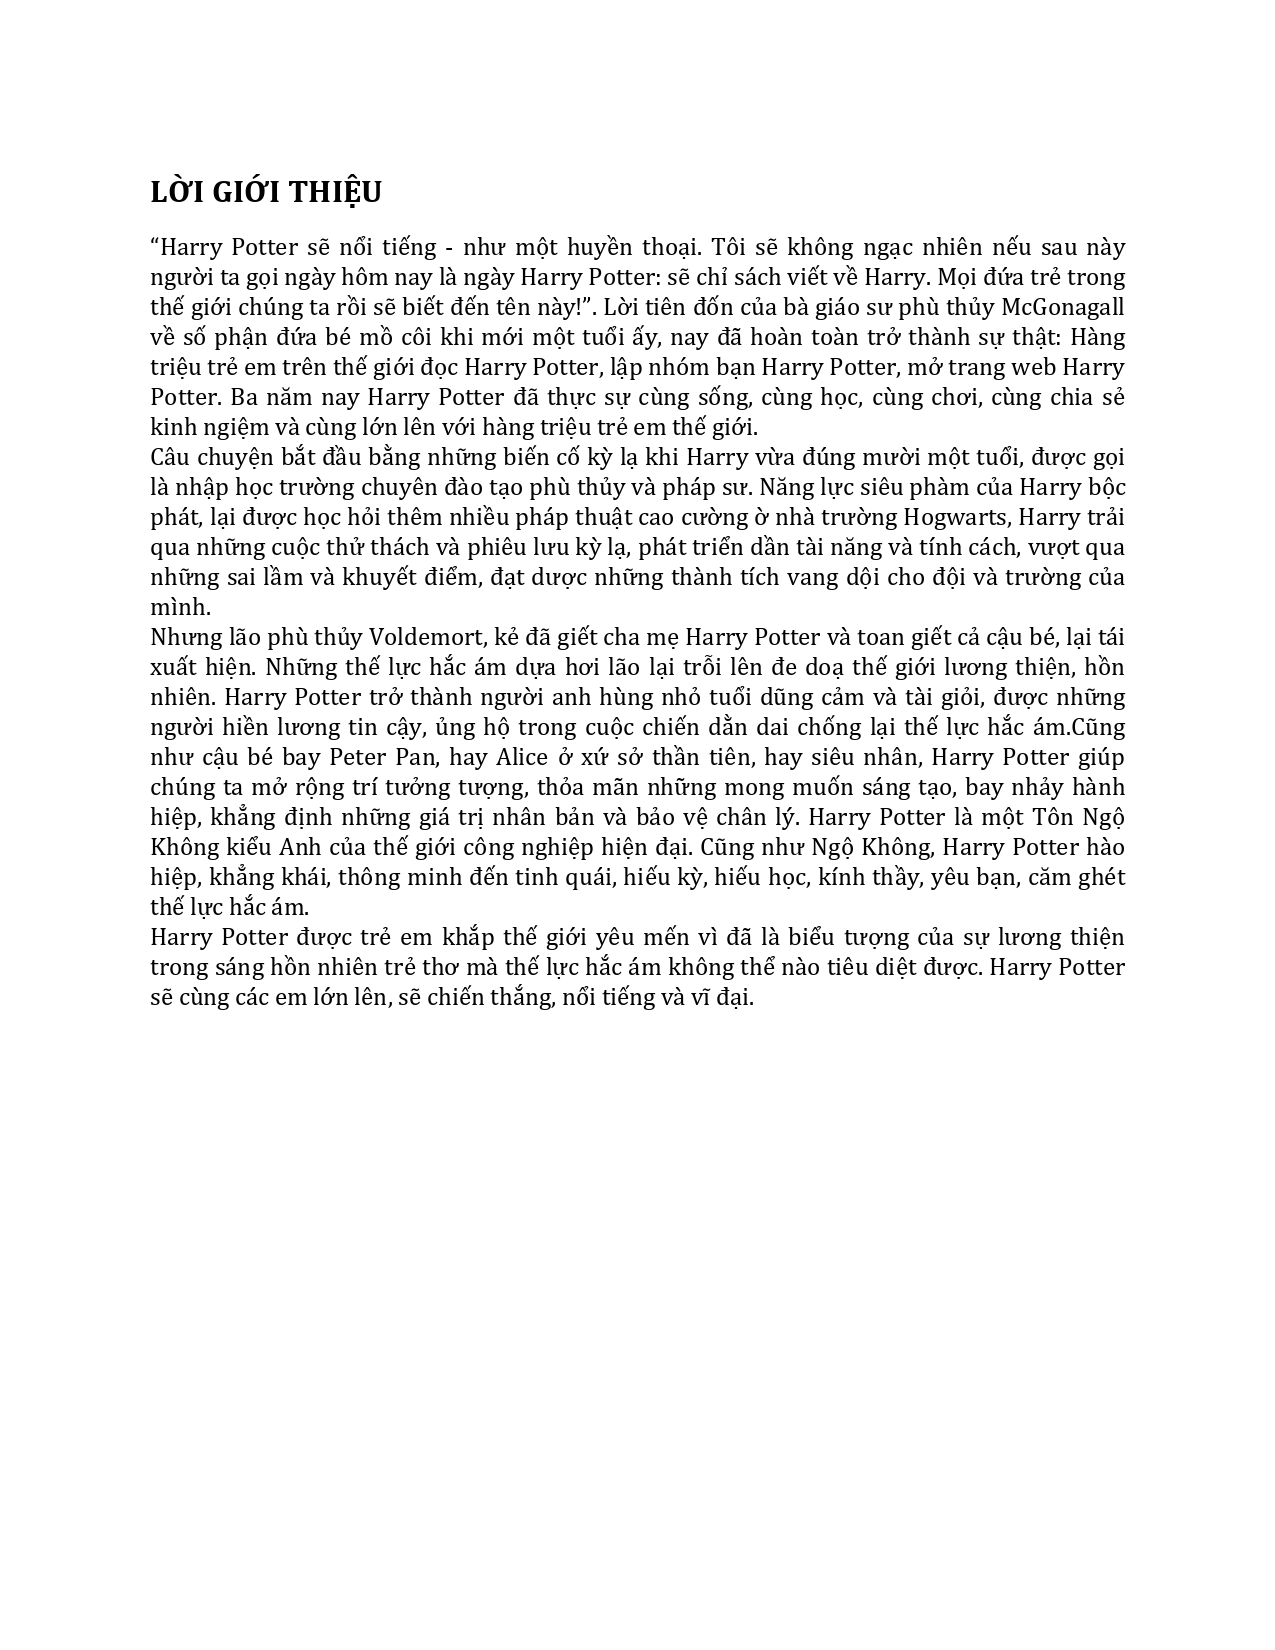 LỜI GIỚI THIỆU
“Harry Potter sẽ nổi tiếng - như một huyền thoại. Tôi sẽ không ngạc nhiên nếu sau này
người ta gọi ngày hôm nay là ngày Harry Potter: sẽ chỉ sách viết về Harry. Mọi đứa trẻ trong
thế giới chúng ta rồi sẽ biết đến tên này!”. Lời tiên đốn của bà giáo sư phù thủy McGonagall
về số phận đứa bé mồ côi khi mới một tuổi ấy, nay đã hoàn toàn trở thành sự thật: Hàng
triệu trẻ em trên thế giới đọc Harry Potter, lập nhóm bạn Harry Potter, mở trang web Harry
Potter. Ba năm nay Harry Potter đã thực sự cùng sống, cùng học, cùng chơi, cùng chia sẻ
kinh ngiệm và cùng lớn lên với hàng triệu trẻ em thế giới.
Câu chuyện bắt đầu bằng những biến cố kỳ lạ khi Harry vừa đúng mười một tuổi, được gọi
là nhập học trường chuyên đào tạo phù thủy và pháp sư. Năng lực siêu phàm của Harry bộc
phát, lại được học hỏi thêm nhiều pháp thuật cao cường ờ nhà trường Hogwarts, Harry trải
qua những cuộc thử thách và phiêu lưu kỳ lạ, phát triển dần tài năng và tính cách, vượt qua
những sai lầm và khuyết điểm, đạt dược những thành tích vang dội cho đội và trường của
mình.
Nhưng lão phù thủy Voldemort, kẻ đã giết cha mẹ Harry Potter và toan giết cả cậu bé, lại tái
xuất hiện. Những thế lực hắc ám dựa hơi lão lại trỗi lên đe doạ thế giới lương thiện, hồn
nhiên. Harry Potter trở thành người anh hùng nhỏ tuổi dũng cảm và tài giỏi, được những
người hiền lương tin cậy, ủng hộ trong cuộc chiến dằn dai chống lại thế lực hắc ám.Cũng
như cậu bé bay Peter Pan, hay Alice ở xứ sở thần tiên, hay siêu nhân, Harry Potter giúp
chúng ta mở rộng trí tưởng tượng, thỏa mãn những mong muốn sáng tạo, bay nhảy hành
hiệp, khẳng định những giá trị nhân bản và bảo vệ chân lý. Harry Potter là một Tôn Ngộ
Không kiểu Anh của thế giới công nghiệp hiện đại. Cũng như Ngộ Không, Harry Potter hào
hiệp, khẳng khái, thông minh đến tinh quái, hiếu kỳ, hiếu học, kính thầy, yêu bạn, căm ghét
thế lực hắc ám.
Harry Potter được trẻ em khắp thế giới yêu mến vì đã là biểu tượng của sự lương thiện
trong sáng hồn nhiên trẻ thơ mà thế lực hắc ám không thể nào tiêu diệt được. Harry Potter
sẽ cùng các em lớn lên, sẽ chiến thắng, nổi tiếng và vĩ đại.